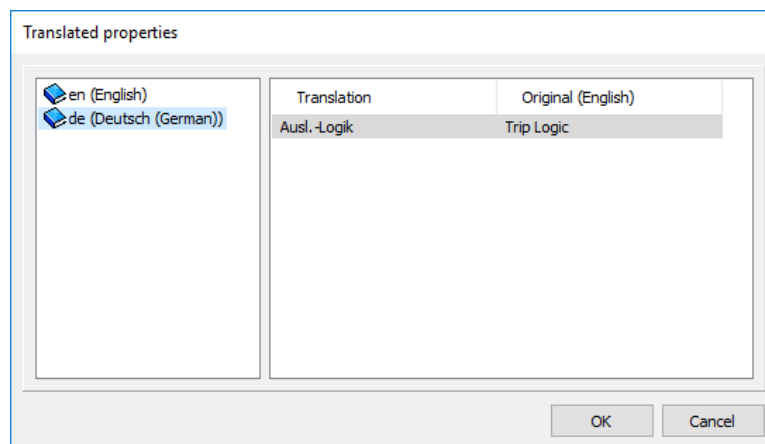 Translated properties
en (English)
de (Deutsch (German))
Translation Original (English)
Ausl.-Logik Trip Logic
OK Cancel